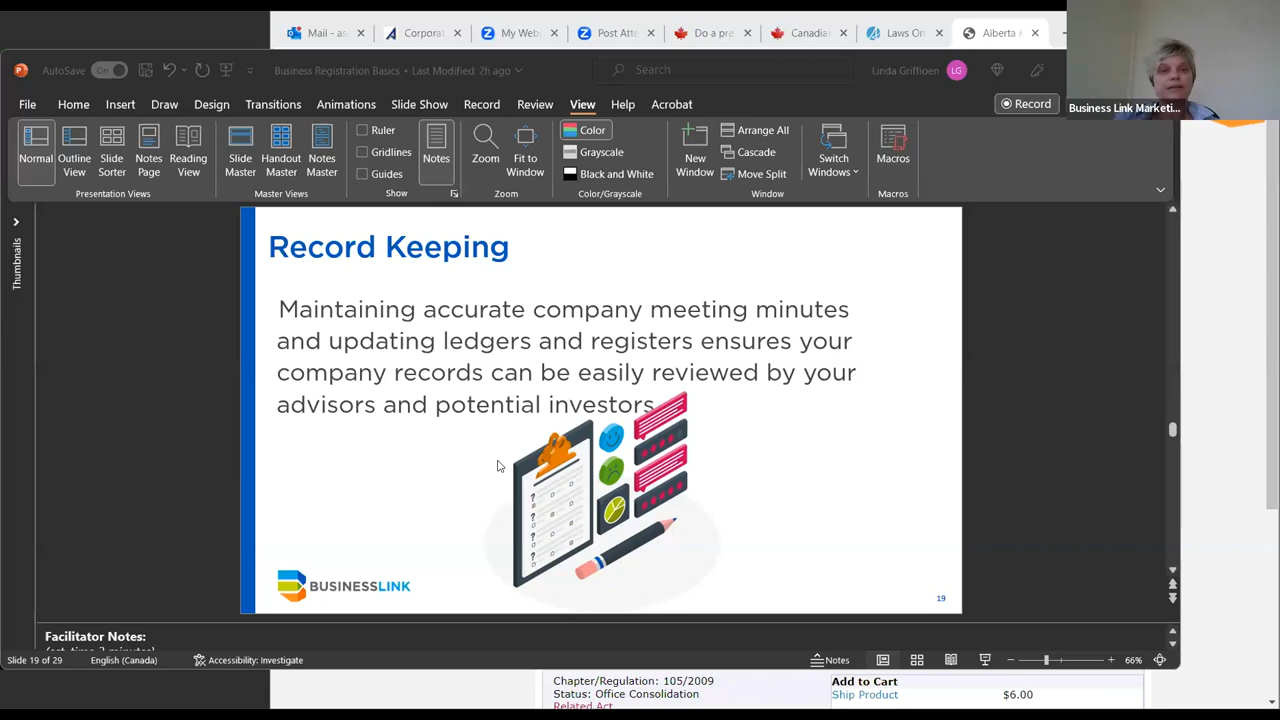 Mail - as
Corporat
My Web
Post Atte
Do a pre
Canadian
Laws On
Alberta
Business Link Marketi...
AutoSave On
Business Registration Basics • Last Modified: 2h ago
Search
Linda Griffioen LG
File Home Insert Draw Design Transitions Animations Slide Show Record Review View Help Acrobat
Record
Normal
Outline View
Slide Sorter
Notes Page
Reading View
Presentation Views
Slide Master
Handout Master
Notes Master
Master Views
Ruler
Gridlines
Guides
Show
Notes
Zoom
Fit to Window
Zoom
Color
Grayscale
Black and White
Color/Grayscale
New Window
Arrange All
Cascade
Move Split
Switch Windows
Window
Macros
Macros
Thumbnails
Record Keeping
Maintaining accurate company meeting minutes
and updating ledgers and registers ensures your
company records can be easily reviewed by your
advisors and potential investors
BUSINESSLINK
19
Facilitator Notes:
Slide 19 of 29 English (Canada) Accessibility: Investigate Notes 66%
Chapter/Regulation: 105/2009
Status: Office Consolidation
Related Act
Add to Cart
Ship Product $6.00